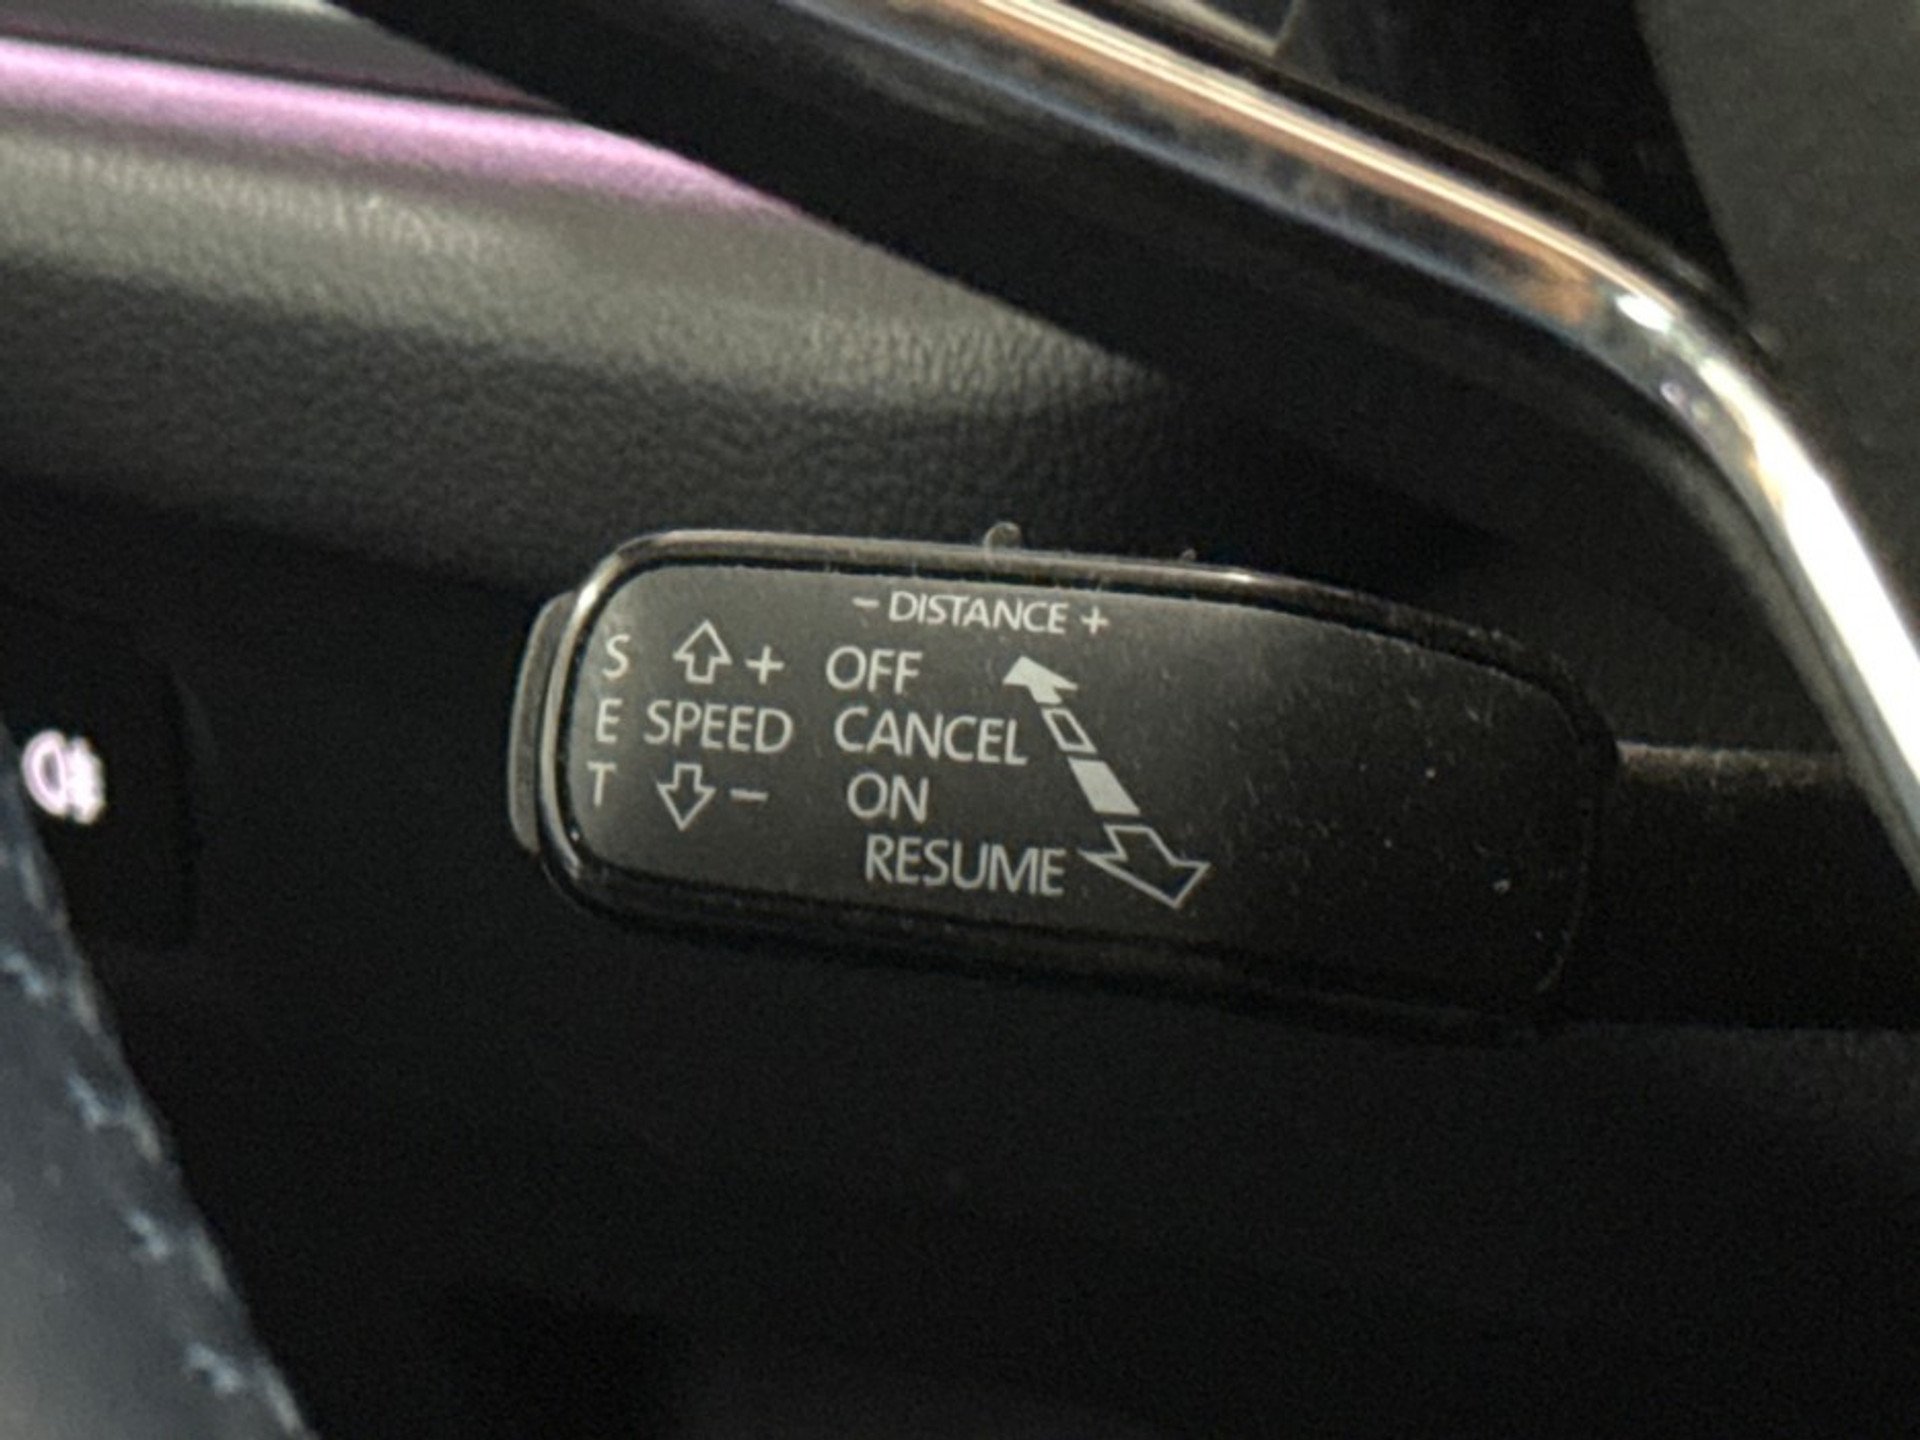 − DISTANCE +
S + OFF
E SPEED CANCEL
T − ON
RESUME